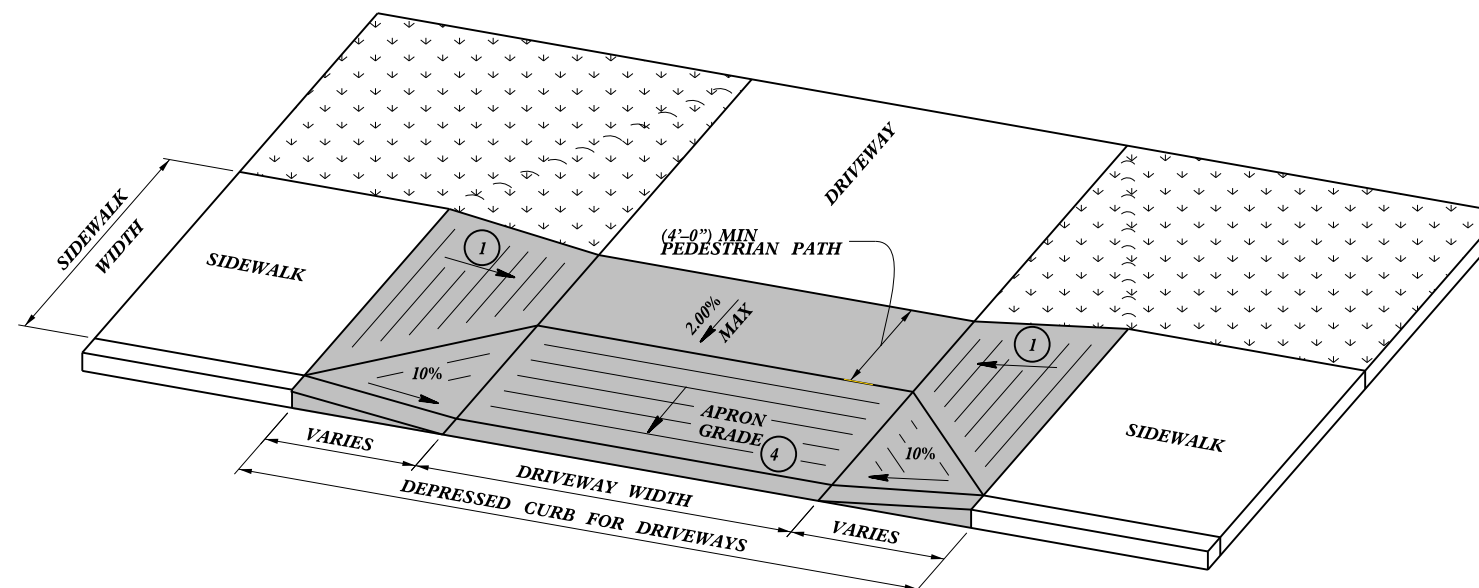 DRIVEWAY
SIDEWALK
WIDTH
(4'–0”) MIN
PEDESTRIAN PATH
1
SIDEWALK
2.00%
MAX
1
10%
APRON
GRADE
4
10%
SIDEWALK
VARIES
DRIVEWAY WIDTH
DEPRESSED CURB FOR DRIVEWAYS
VARIES